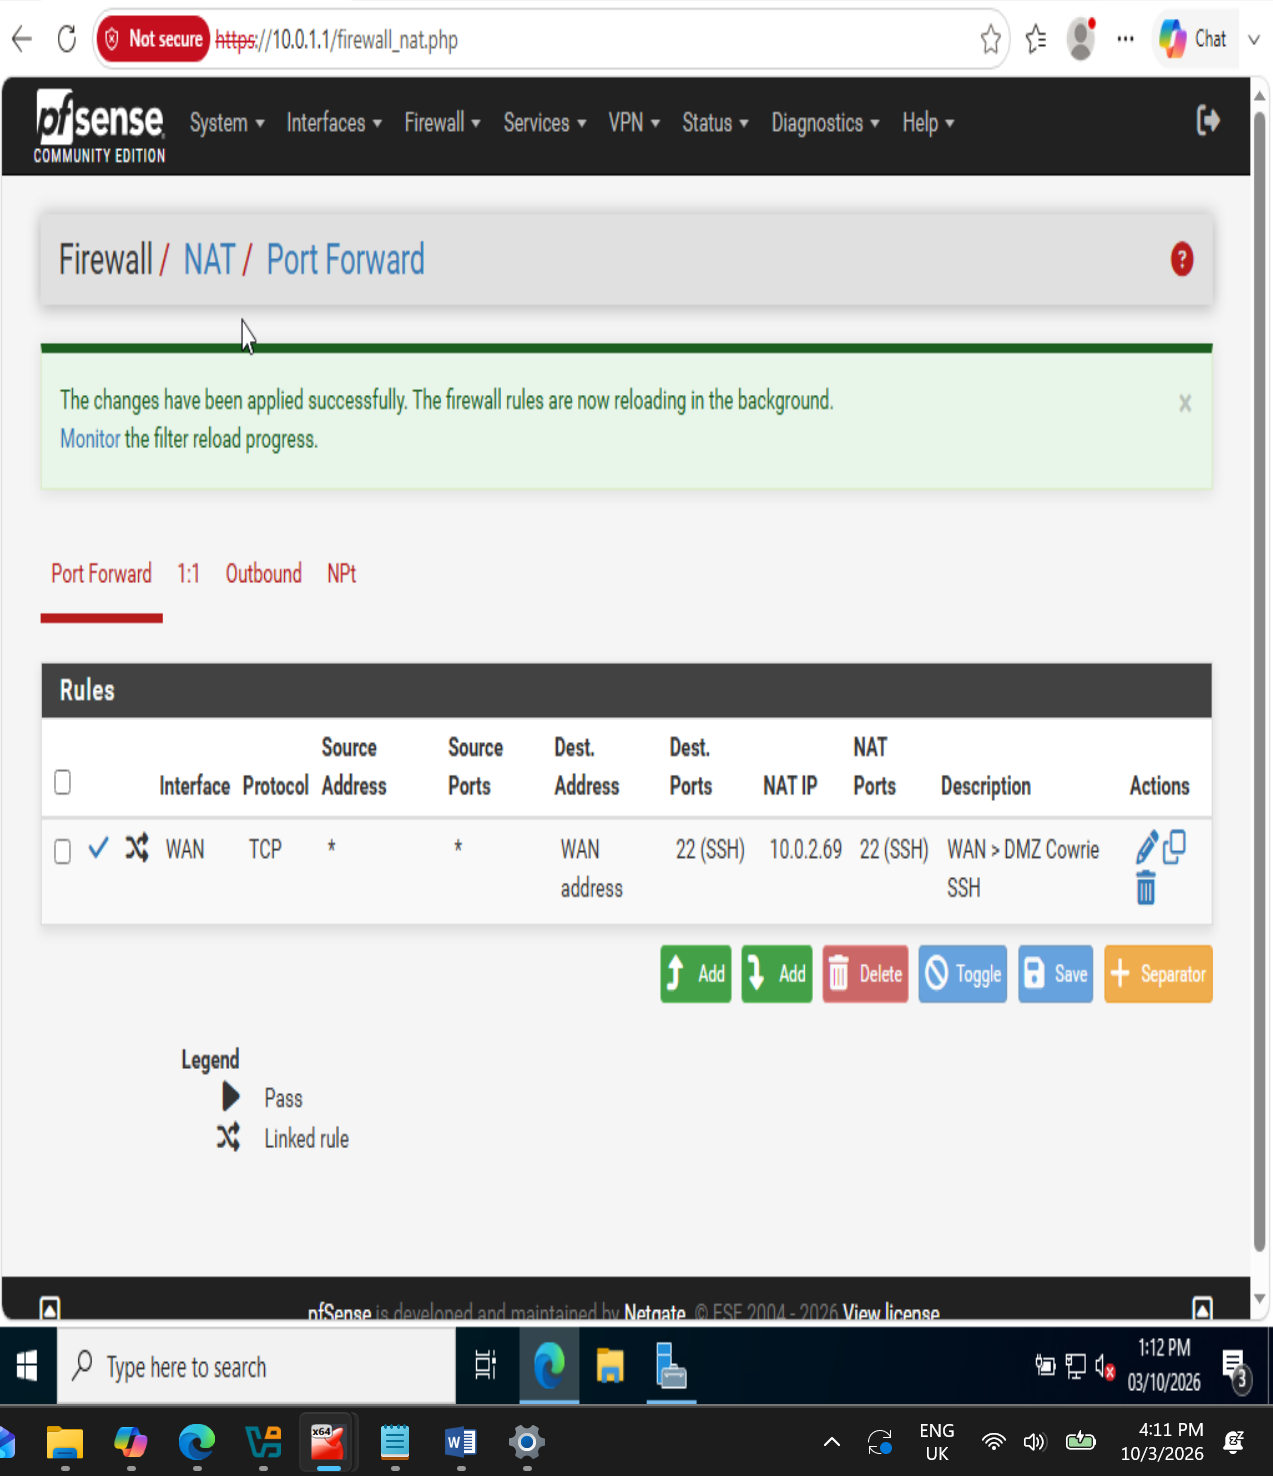 Not secure https://10.0.1.1/firewall_nat.php Chat
pfsense System Interfaces Firewall Services VPN Status Diagnostics Help
COMMUNITY EDITION
Firewall / NAT / Port Forward ?
The changes have been applied successfully. The firewall rules are now reloading in the background. x
Monitor the filter reload progress.
Port Forward 1:1 Outbound NPt
Rules
Interface Protocol Source Address Source Ports Dest. Address Dest. Ports NAT IP NAT Ports Description Actions
WAN TCP * * WAN address 22 (SSH) 10.0.2.69 22 (SSH) WAN > DMZ Cowrie SSH
Add Add Delete Toggle Save Separator
Legend
Pass
Linked rule
pfSense is developed and maintained by Netgate. © ESF 2004 - 2026 View license
Type here to search
1:12 PM
03/10/2026
3
x64
W
ENG
UK
4:11 PM
10/3/2026